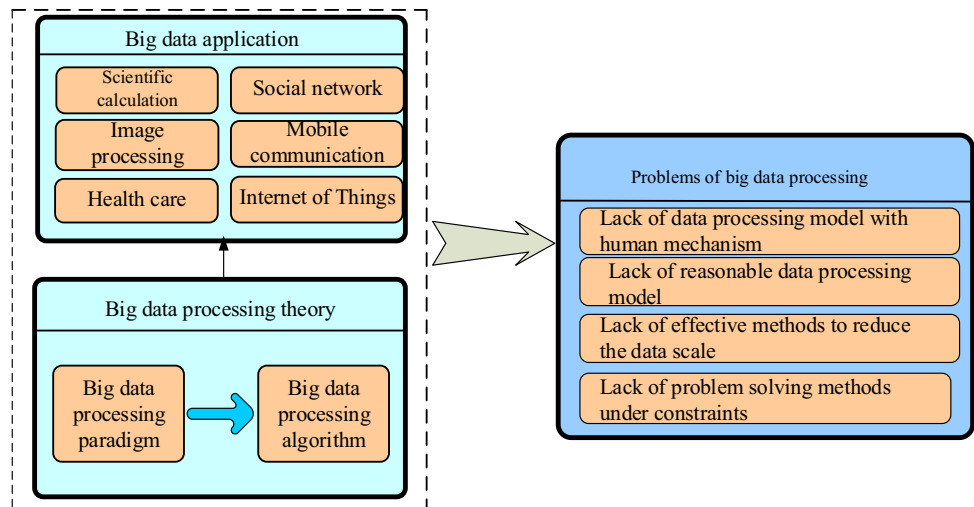 Big data application
Scientific
calculation
Social network
Image
processing
Mobile
communication
Health care
Internet of Things
Big data processing theory
Big data
processing
paradigm
Big data
processing
algorithm
Problems of big data processing
Lack of data processing model with
human mechanism
Lack of reasonable data processing
model
Lack of effective methods to reduce
the data scale
Lack of problem solving methods
under constraints